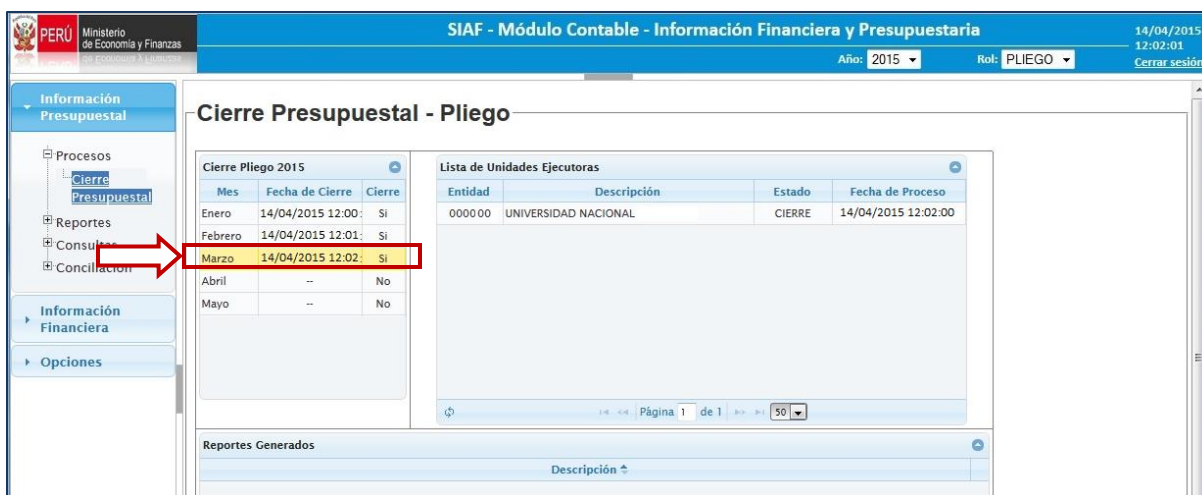 PERÚ Ministerio
de Economía y Finanzas
SIAF - Módulo Contable - Información Financiera y Presupuestaria
14/04/2015
12:02:01
Año: 2015 Rol: PLIEGO
Cerrar sesión
Información
Presupuestal
Procesos
Cierre
Presupuestal
Reportes
Consultas
Conciliación
Información
Financiera
Opciones
Cierre Presupuestal - Pliego
Cierre Pliego 2015
Mes Fecha de Cierre Cierre
Enero 14/04/2015 12:00: Si
Febrero 14/04/2015 12:01: Si
Marzo 14/04/2015 12:02: Si
Abril -- No
Mayo -- No
Lista de Unidades Ejecutoras
Entidad Descripción Estado Fecha de Proceso
000000 UNIVERSIDAD NACIONAL CIERRE 14/04/2015 12:02:00
Página 1 de 1 50
Reportes Generados
Descripción